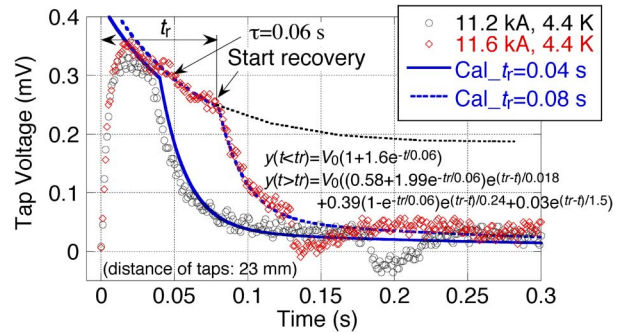 0.4
0.3
0.2
0.1
0
Tap Voltage (mV)
tr
τ=0.06 s
Start recovery
11.2 kA, 4.4 K
11.6 kA, 4.4 K
Cal_tr=0.04 s
Cal_tr=0.08 s
y(t<tr)=V0(1+1.6e-t/0.06)
y(t>tr)=V0((0.58+1.99e-tr/0.06)e(tr-t)/0.018
+0.39(1-e-tr/0.06)e(tr-t)/0.24+0.03e(tr-t)/1.5)
(distance of taps: 23 mm)
0 0.05 0.1 0.15 0.2 0.25 0.3
Time (s)